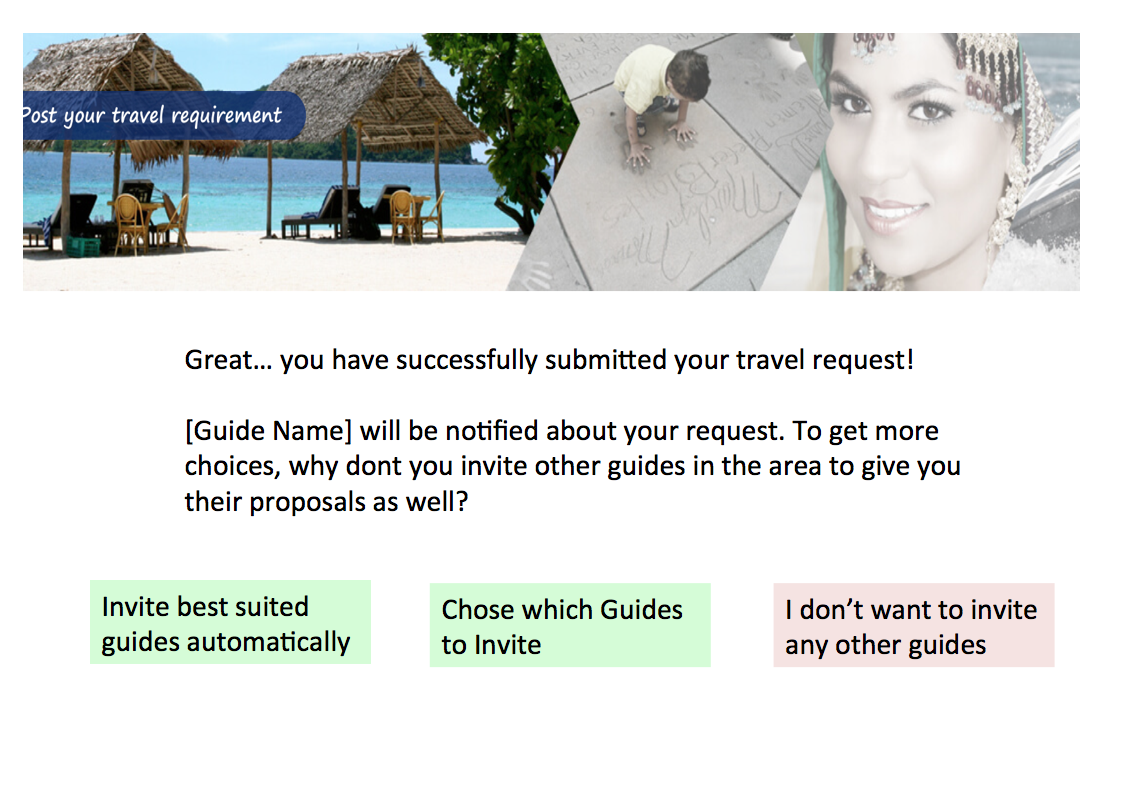 Post your travel requirement
Great... you have successfully submitted your travel request!
[Guide Name] will be notified about your request. To get more
choices, why dont you invite other guides in the area to give you
their proposals as well?
Invite best suited
guides automatically
Chose which Guides
to Invite
I don’t want to invite
any other guides